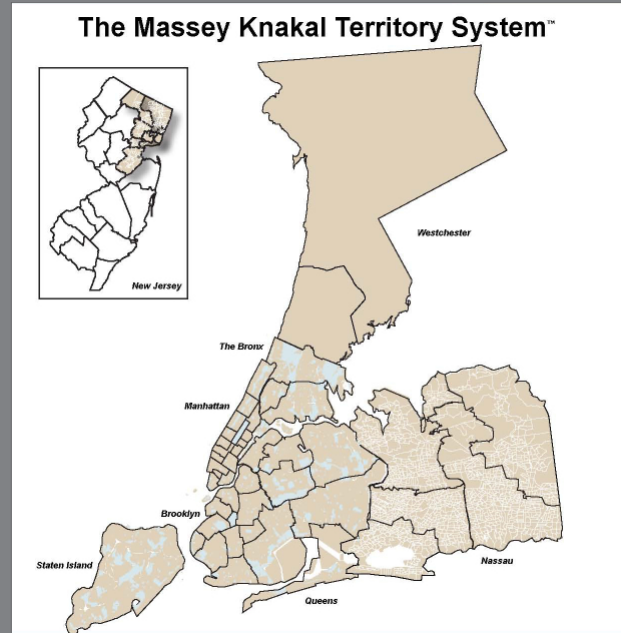 The Massey Knakal Territory System™
New Jersey
Westchester
The Bronx
Manhattan
Brooklyn
Staten Island
Nassau
Queens